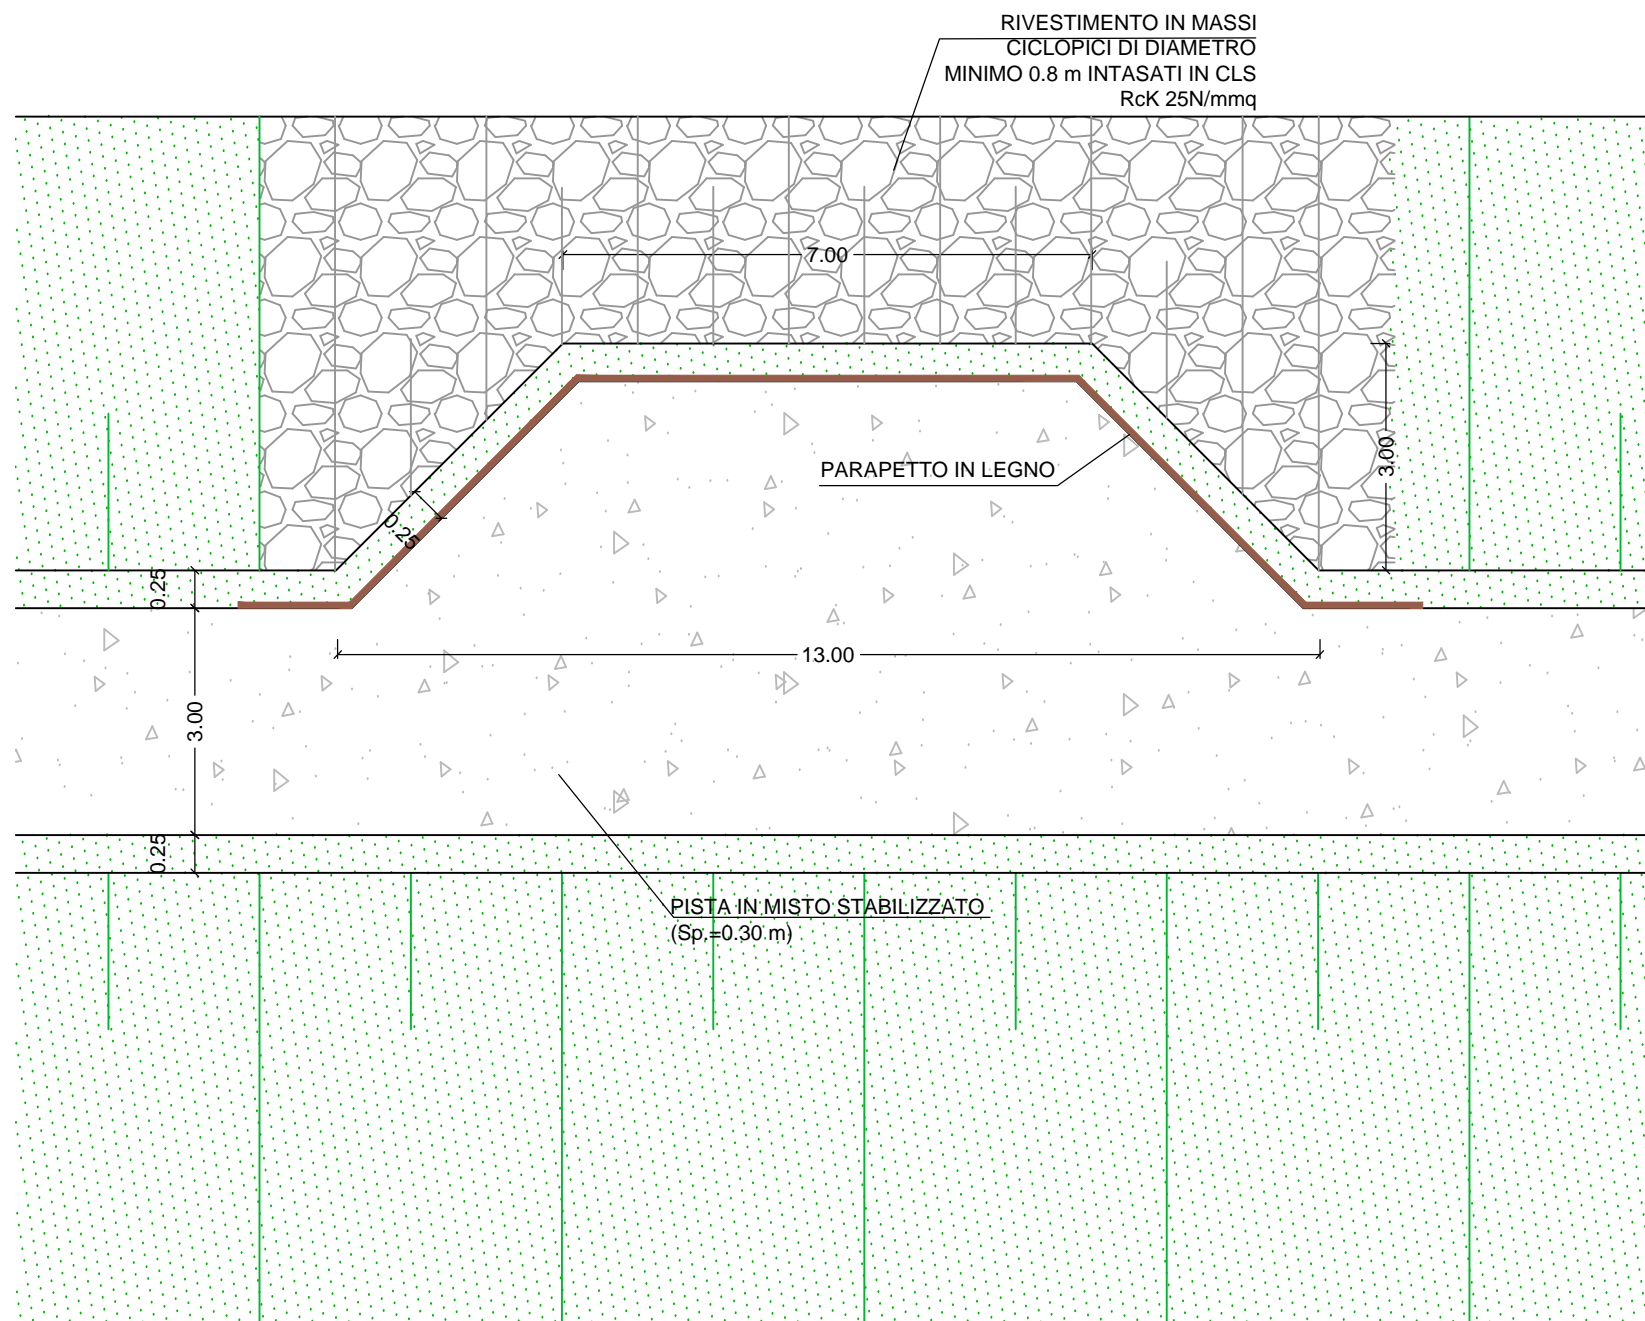 RIVESTIMENTO IN MASSI
CICLOPICI DI DIAMETRO
MINIMO 0.8 m INTASATI IN CLS
RcK 25N/mmq
7.00
3.00
PARAPETTO IN LEGNO
0.25
0.25
13.00
3.00
0.25
PISTA IN MISTO STABILIZZATO
(Sp.=0.30 m)